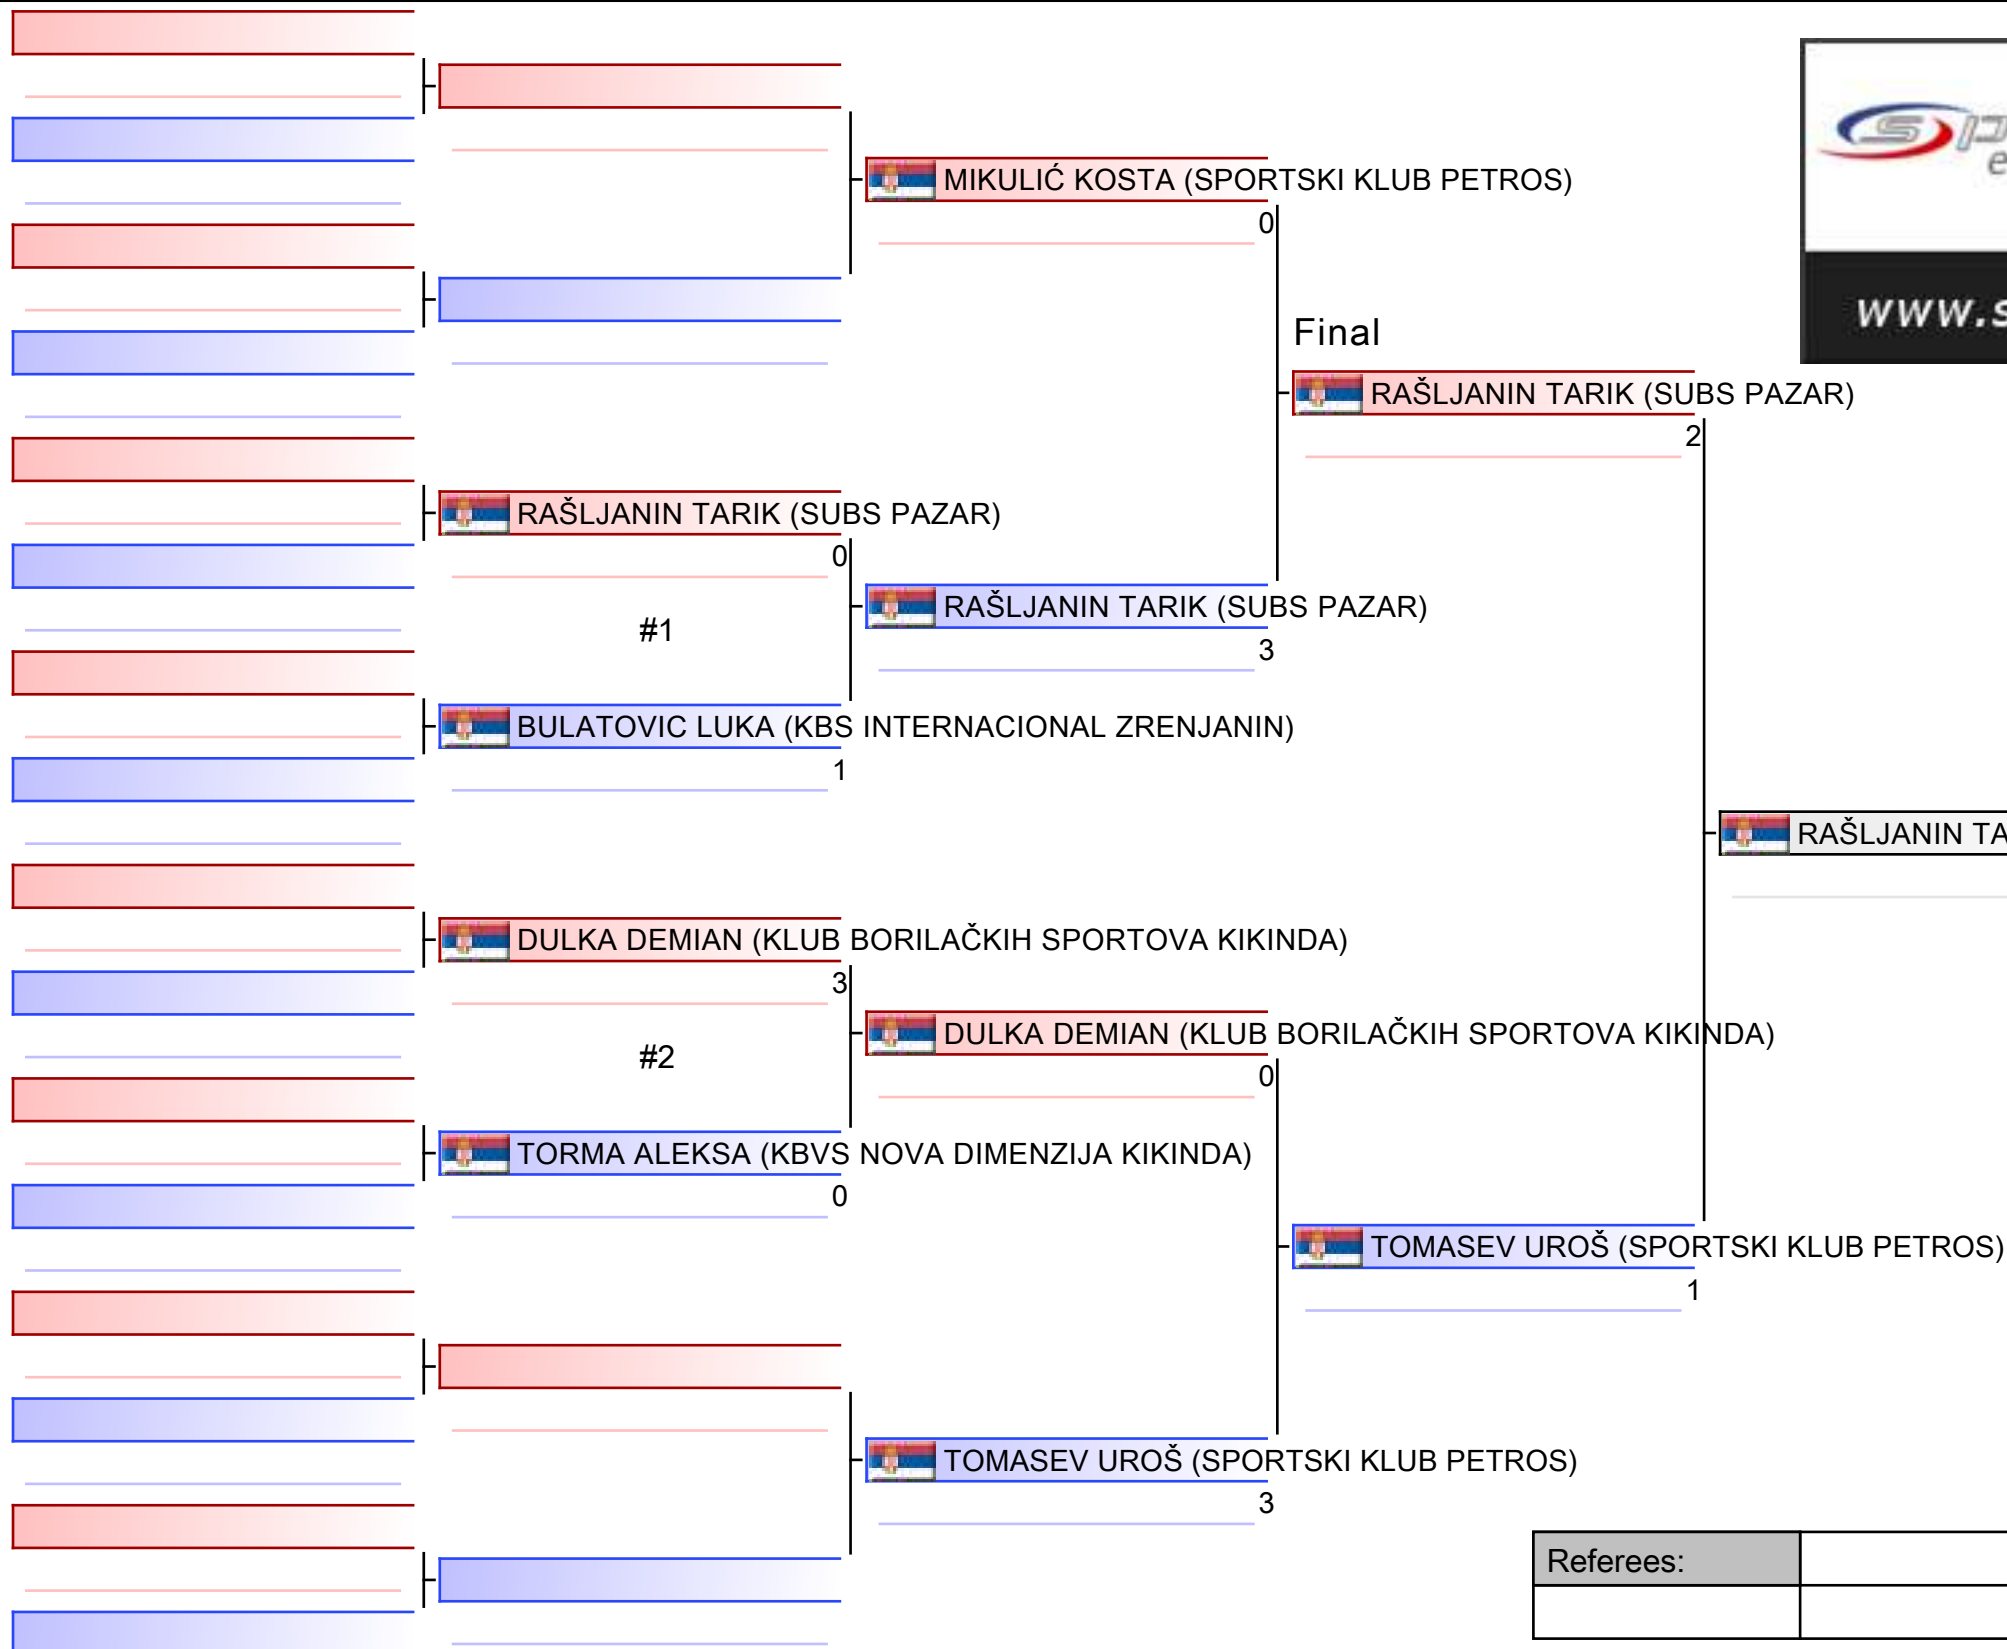 MIKULIĆ KOSTA (SPORTSKI KLUB PETROS)
0
Final
RAŠLJANIN TARIK (SUBS PAZAR)
2
RAŠLJANIN TARIK (SUBS PAZAR)
0
#1
RAŠLJANIN TARIK (SUBS PAZAR)
3
BULATOVIC LUKA (KBS INTERNACIONAL ZRENJANIN)
1
RAŠLJANIN TA
DULKA DEMIAN (KLUB BORILAČKIH SPORTOVA KIKINDA)
3
#2
DULKA DEMIAN (KLUB BORILAČKIH SPORTOVA KIKINDA)
0
TORMA ALEKSA (KBVS NOVA DIMENZIJA KIKINDA)
0
TOMASEV UROŠ (SPORTSKI KLUB PETROS)
1
TOMASEV UROŠ (SPORTSKI KLUB PETROS)
3
Referees:
www.s